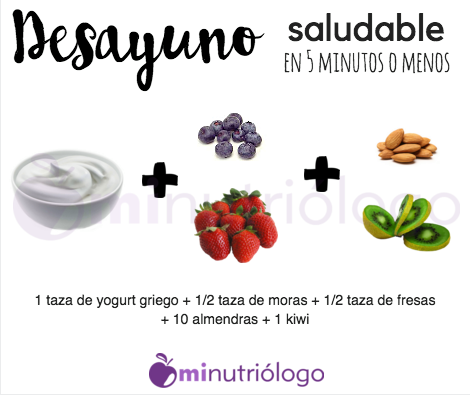 Desayuno saludable
EN 5 MINUTOS O MENOS
minutriólogo
1 taza de yogurt griego + 1/2 taza de moras + 1/2 taza de fresas
+ 10 almendras + 1 kiwi
minutriólogo